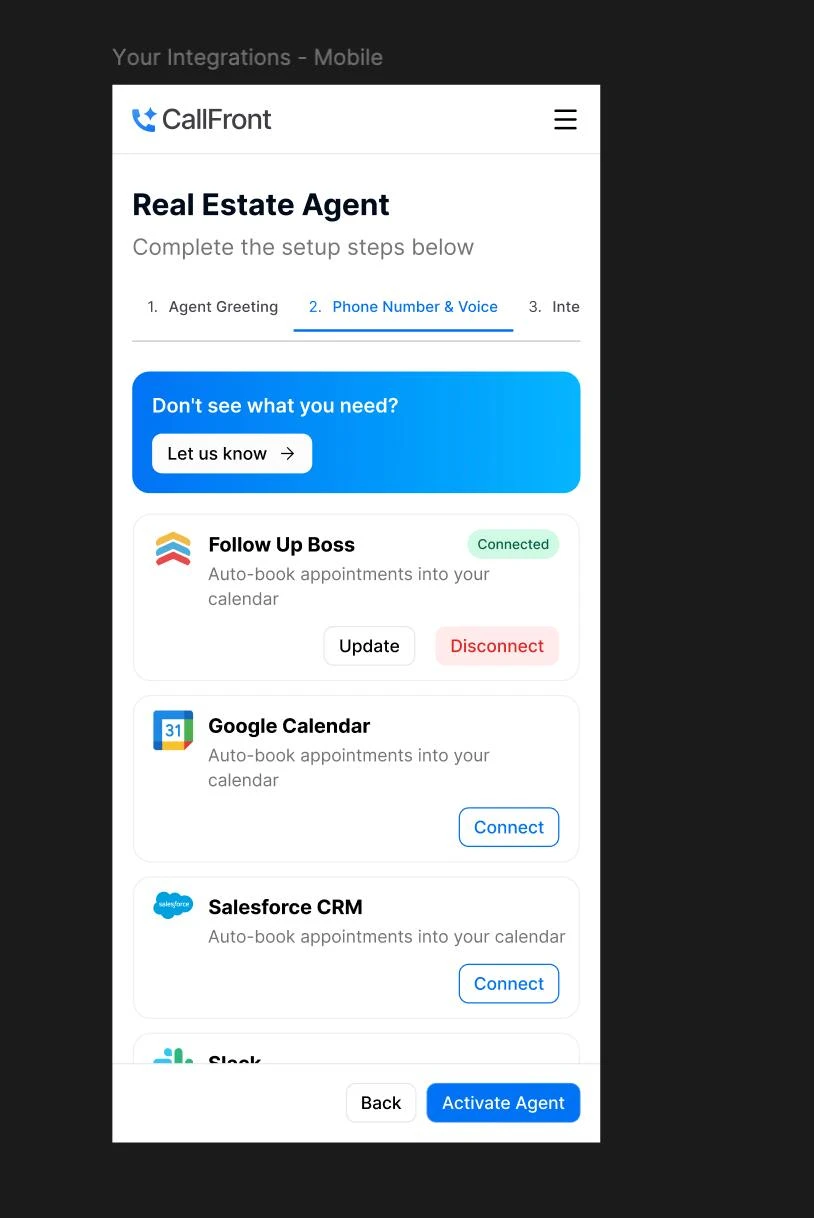 Your Integrations - Mobile
CallFront
Real Estate Agent
Complete the setup steps below
1. Agent Greeting 2. Phone Number & Voice 3. Inte
Don't see what you need?
Let us know →
Follow Up Boss Connected
Auto-book appointments into your
calendar
Update Disconnect
31 Google Calendar
Auto-book appointments into your
calendar
Connect
salesforce Salesforce CRM
Auto-book appointments into your calendar
Connect
Slack
Back Activate Agent